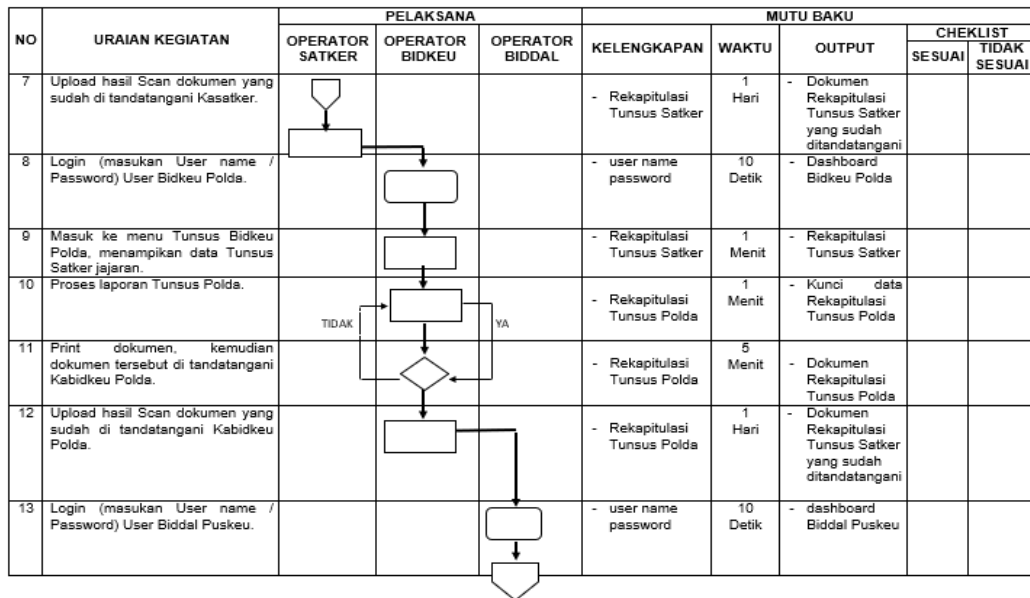 PELAKSANA
MUTU BAKU
NO
URAIAN KEGIATAN
OPERATOR
SATKER
OPERATOR
BIDKEU
OPERATOR
BIDDAL
KELENGKAPAN
WAKTU
OUTPUT
CHEKLIST
SESUAI
TIDAK
SESUAI
7
Upload hasil Scan dokumen yang
sudah di tandatangani Kasatker.
- Rekapitulasi
Tunsus Satker
1
Hari
- Dokumen
Rekapitulasi
Tunsus Satker
yang sudah
ditandatangani
8
Login (masukan User name /
Password) User Bidkeu Polda.
- user name
password
10
Detik
- Dashboard
Bidkeu Polda
9
Masuk ke menu Tunsus Bidkeu
Polda, menampikan data Tunsus
Satker jajaran.
- Rekapitulasi
Tunsus Satker
1
Menit
- Rekapitulasi
Tunsus Satker
10
Proses laporan Tunsus Polda.
TIDAK
YA
- Rekapitulasi
Tunsus Polda
1
Menit
- Kunci data
Rekapitulasi
Tunsus Polda
11
Print dokumen, kemudian
dokumen tersebut di tandatangani
Kabidkeu Polda.
- Rekapitulasi
Tunsus Polda
5
Menit
- Dokumen
Rekapitulasi
Tunsus Polda
12
Upload hasil Scan dokumen yang
sudah di tandatangani Kabidkeu
Polda.
- Rekapitulasi
Tunsus Polda
1
Hari
- Dokumen
Rekapitulasi
Tunsus Satker
yang sudah
ditandatangani
13
Login (masukan User name /
Password) User Biddal Puskeu.
- user name
password
10
Detik
- dashboard
Biddal Puskeu